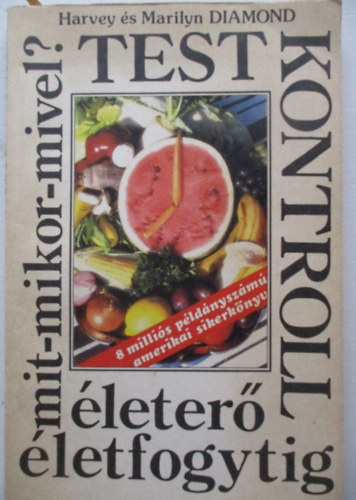 Harvey és Marilyn DIAMOND
TEST
KONTROLL
mit-mikor-mivel?
8 milliós példányszámú
amerikai sikerkönyv
életerő
életfogytig